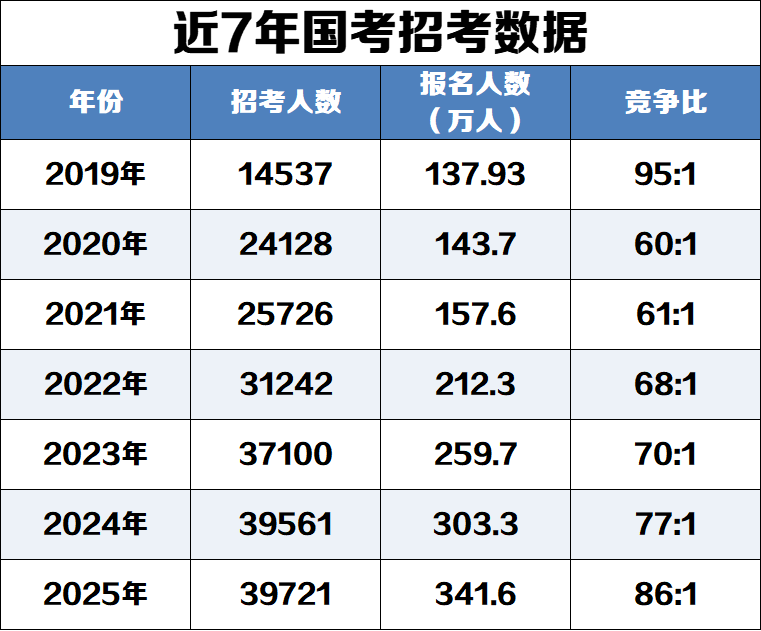 近7年国考招考数据
年份 招考人数 报名人数（万人） 竞争比
2019年 14537 137.93 95:1
2020年 24128 143.7 60:1
2021年 25726 157.6 61:1
2022年 31242 212.3 68:1
2023年 37100 259.7 70:1
2024年 39561 303.3 77:1
2025年 39721 341.6 86:1